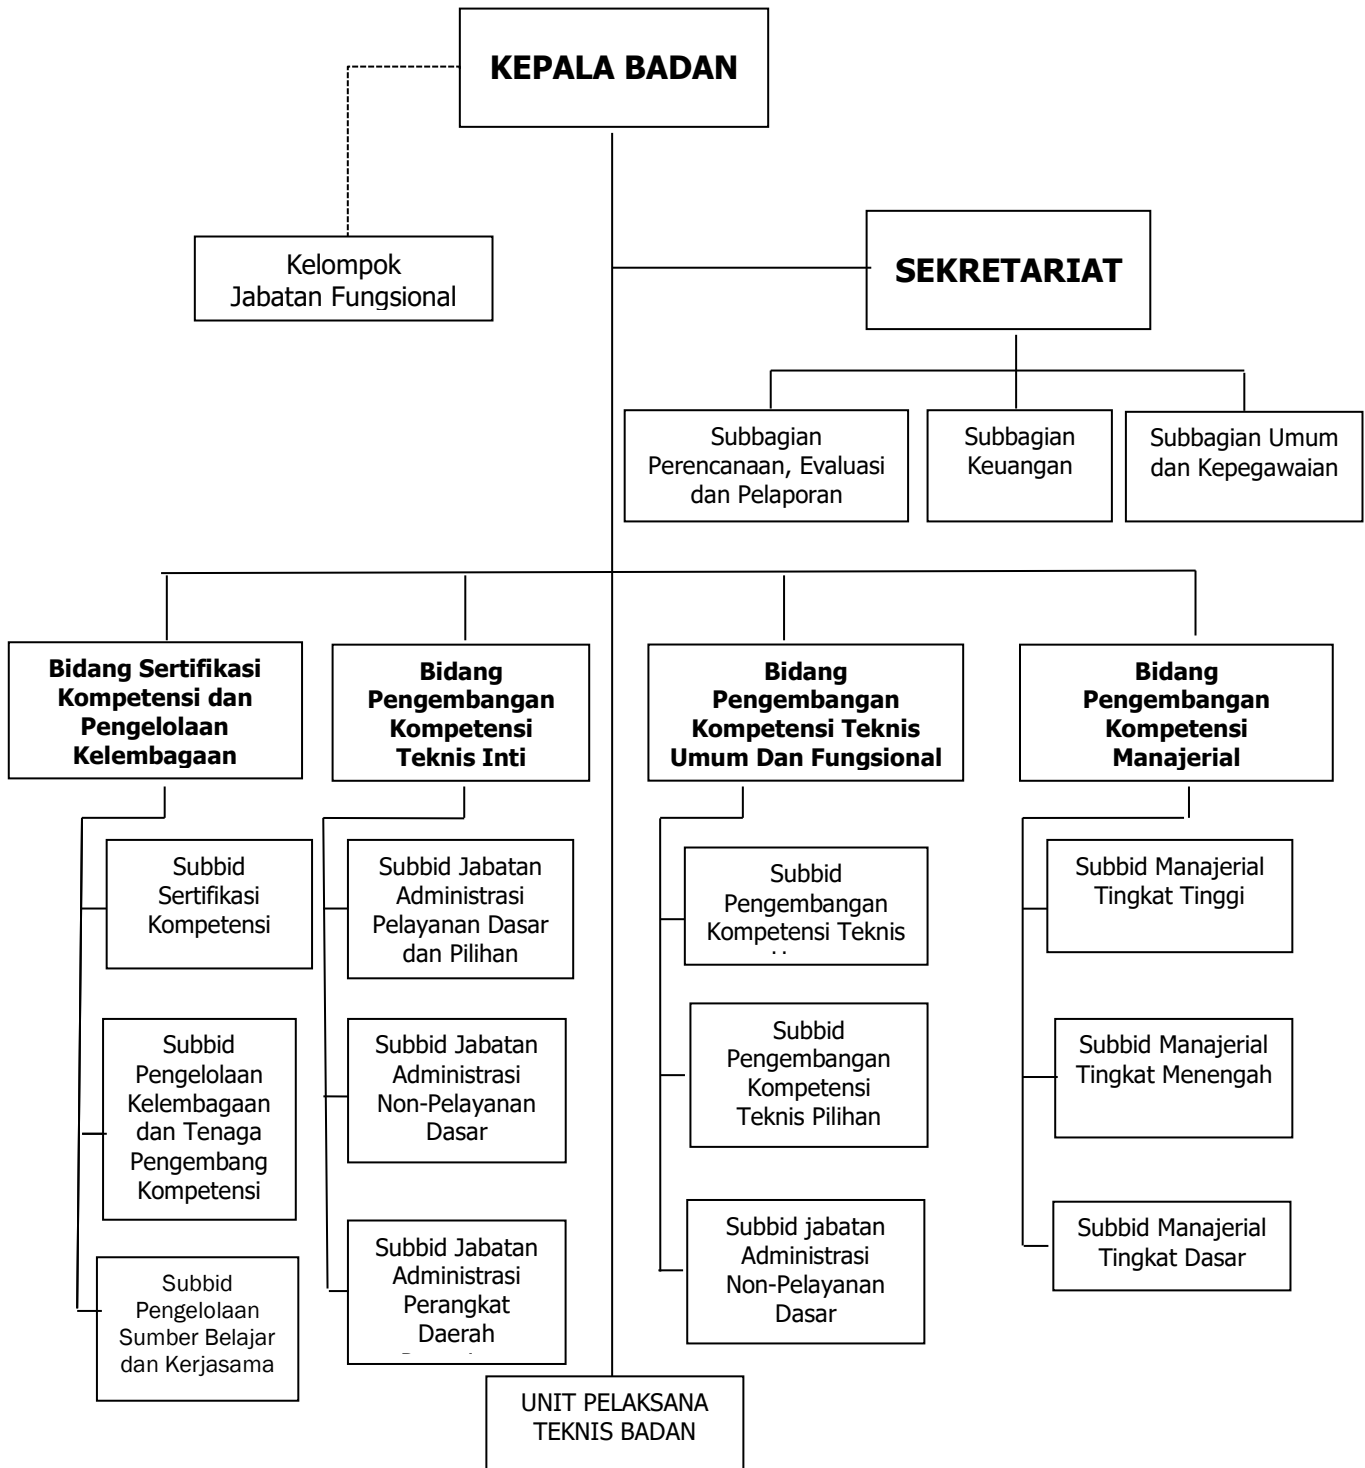 KEPALA BADAN
Kelompok
Jabatan Fungsional
SEKRETARIAT
Subbagian
Perencanaan, Evaluasi
dan Pelaporan
Subbagian
Keuangan
Subbagian Umum
dan Kepegawaian
Bidang Sertifikasi
Kompetensi dan
Pengelolaan
Kelembagaan
Bidang
Pengembangan
Kompetensi
Teknis Inti
Bidang
Pengembangan
Kompetensi Teknis
Umum Dan Fungsional
Bidang
Pengembangan
Kompetensi
Manajerial
Subbid
Sertifikasi
Kompetensi
Subbid Jabatan
Administrasi
Pelayanan Dasar
dan Pilihan
Subbid
Pengembangan
Kompetensi Teknis
Subbid Manajerial
Tingkat Tinggi
Subbid
Pengelolaan
Kelembagaan
dan Tenaga
Pengembang
Kompetensi
Subbid Jabatan
Administrasi
Non-Pelayanan
Dasar
Subbid
Pengembangan
Kompetensi
Teknis Pilihan
Subbid Manajerial
Tingkat Menengah
Subbid
Pengelolaan
Sumber Belajar
dan Kerjasama
Subbid Jabatan
Administrasi
Perangkat
Daerah
Subbid jabatan
Administrasi
Non-Pelayanan
Dasar
Subbid Manajerial
Tingkat Dasar
UNIT PELAKSANA
TEKNIS BADAN